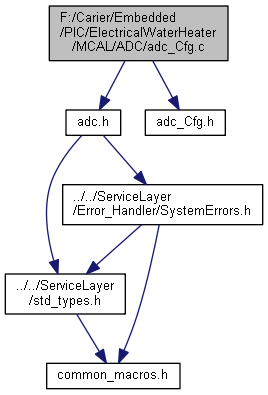 F:/Carier/Embedded
/PIC/ElectricalWaterHeater
/MCAL/ADC/adc_Cfg.c
adc.h
adc_Cfg.h
../../ServiceLayer
/Error_Handler/SystemErrors.h
../../ServiceLayer
/std_types.h
common_macros.h